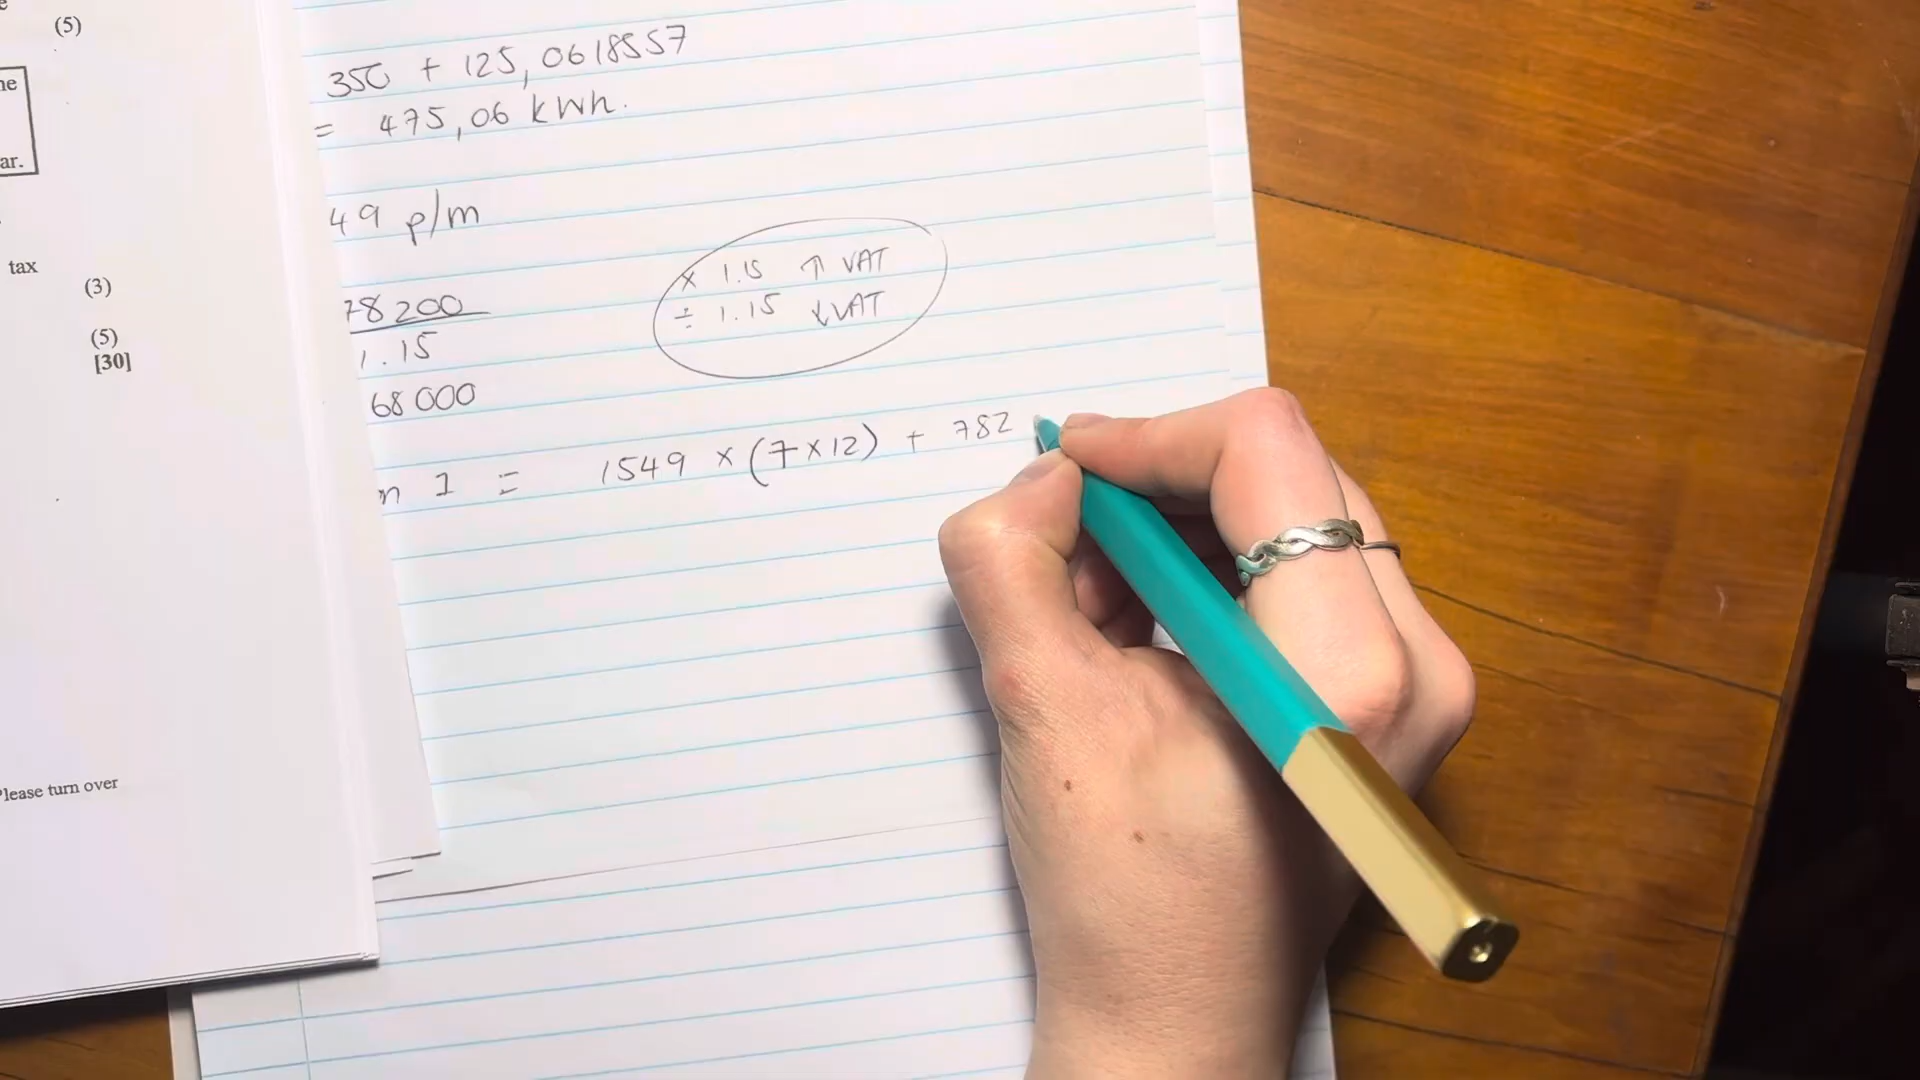 (5)
ar.
tax
(3)
(5)
[30]
Please turn over
350 + 125,0618557
= 475,06 kWh.
49 p/m
78 200
1.15
68 000
× 1.15 ↑ VAT
÷ 1.15 ↓ VAT
n 1 = 1549 × (7 × 12) + 782